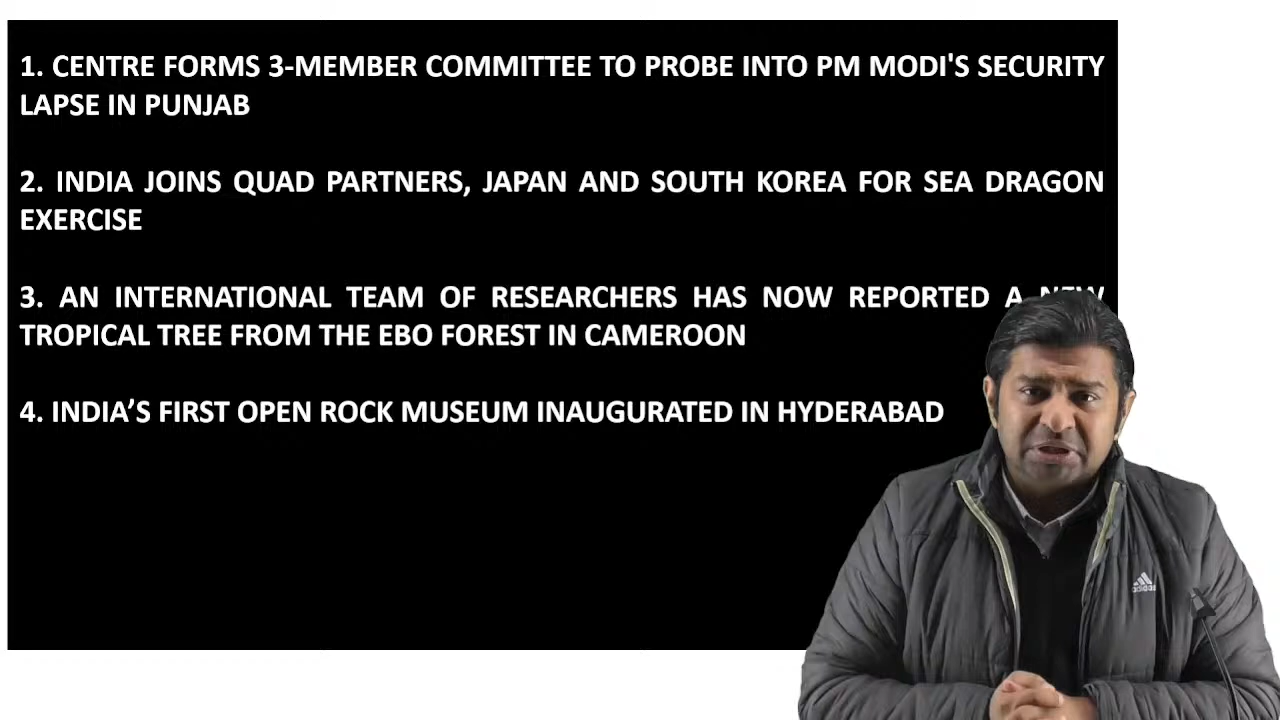 1. CENTRE FORMS 3-MEMBER COMMITTEE TO PROBE INTO PM MODI'S SECURITY
LAPSE IN PUNJAB
2. INDIA JOINS QUAD PARTNERS, JAPAN AND SOUTH KOREA FOR SEA DRAGON
EXERCISE
3. AN INTERNATIONAL TEAM OF RESEARCHERS HAS NOW REPORTED A NEW
TROPICAL TREE FROM THE EBO FOREST IN CAMEROON
4. INDIA’S FIRST OPEN ROCK MUSEUM INAUGURATED IN HYDERABAD
adidas